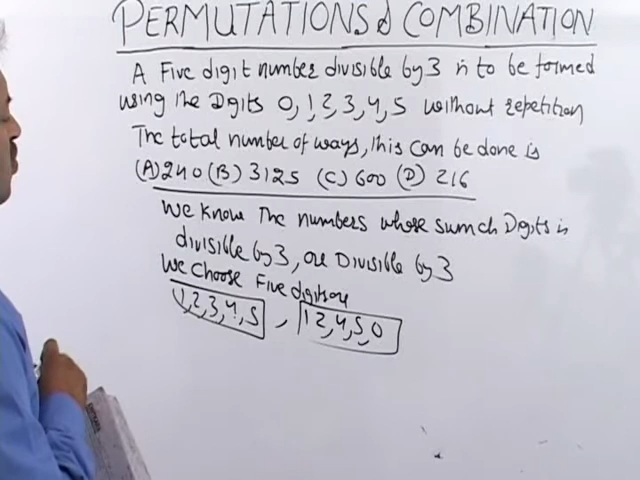 PERMUTATIONS & COMBINATION
A Five digit number divisible by 3 is to be formed
using the Digits 0, 1, 2, 3, 4, 5 without repetition
The total number of ways, this can be done is
(A) 240 (B) 3125 (C) 600 (D) 216
We know The numbers whose sum of Digits is
divisible by 3, are Divisible by 3
We choose Five digits are
1, 2, 3, 4, 5 , 1 2, 4, 5, 0